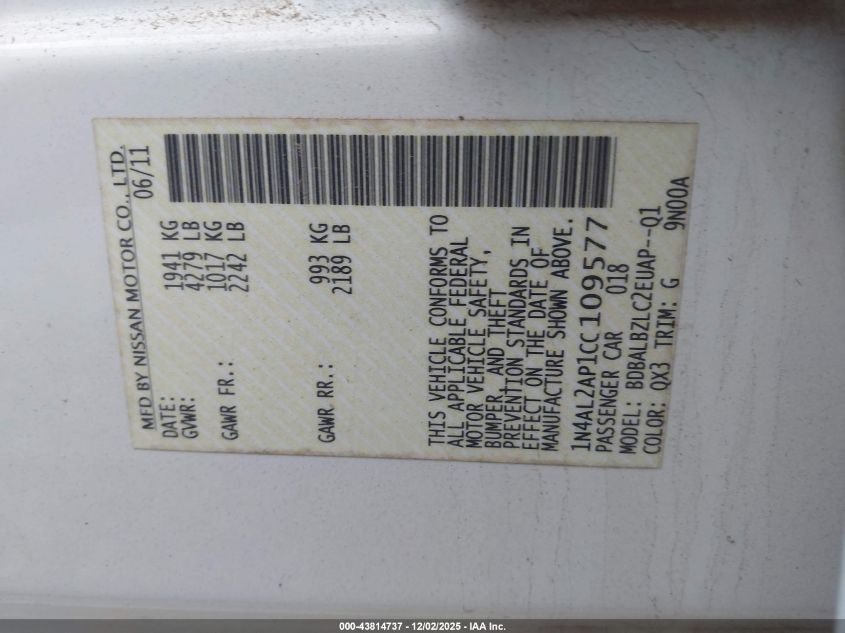 MFD BY NISSAN MOTOR CO., LTD.
DATE: 06/11
GVWR: 1941 KG
4279 LB
GAWR FR.: 1017 KG
2242 LB
GAWR RR.: 993 KG
2189 LB
THIS VEHICLE CONFORMS TO
ALL APPLICABLE FEDERAL
MOTOR VEHICLE SAFETY,
BUMPER, AND THEFT
PREVENTION STANDARDS IN
EFFECT ON THE DATE OF
MANUFACTURE SHOWN ABOVE.
1N4AL2AP1CC109577
PASSENGER CAR 018
MODEL: BDBALBZLC2EUAP--Q1
COLOR: QX3 TRIM: G 9N00A
000-43814737 - 12/02/2025 - IAA Inc.